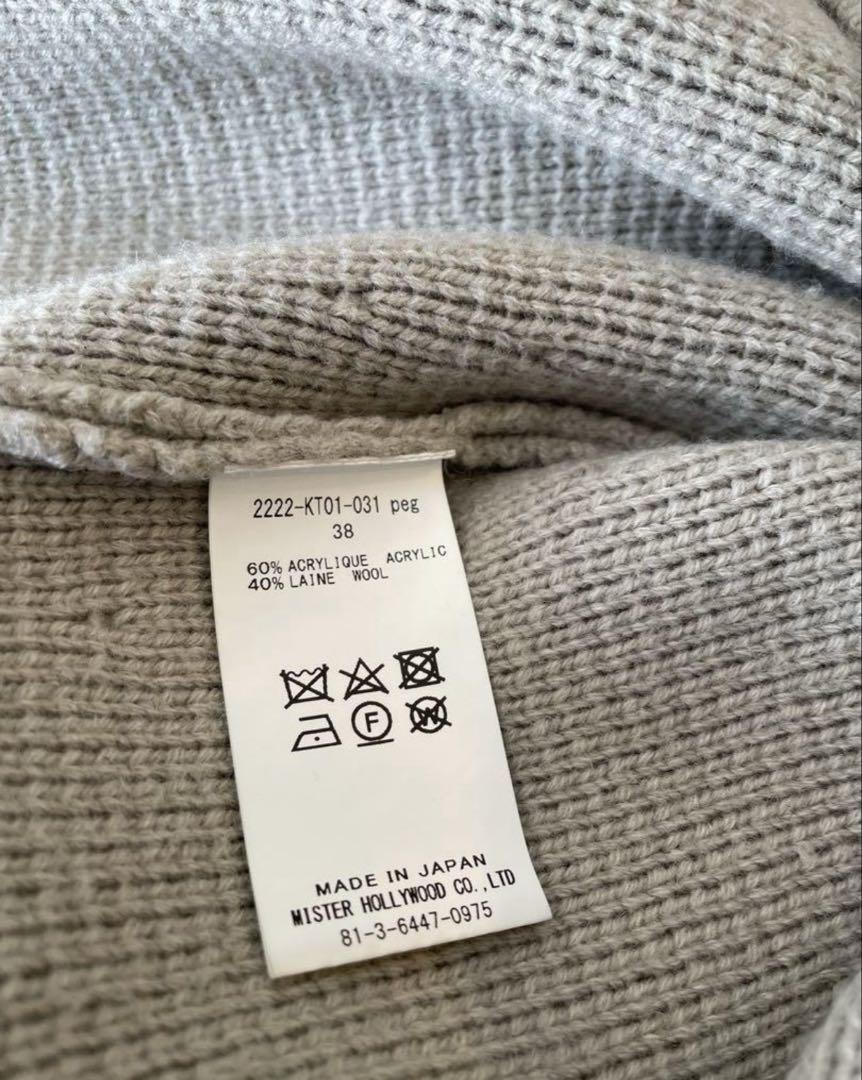 2222-KT01-031 peg
38
60% ACRYLIQUE ACRYLIC
40% LAINE WOOL
F
W
MADE IN JAPAN
MISTER HOLLYWOOD CO.,LTD
81-3-6447-0975